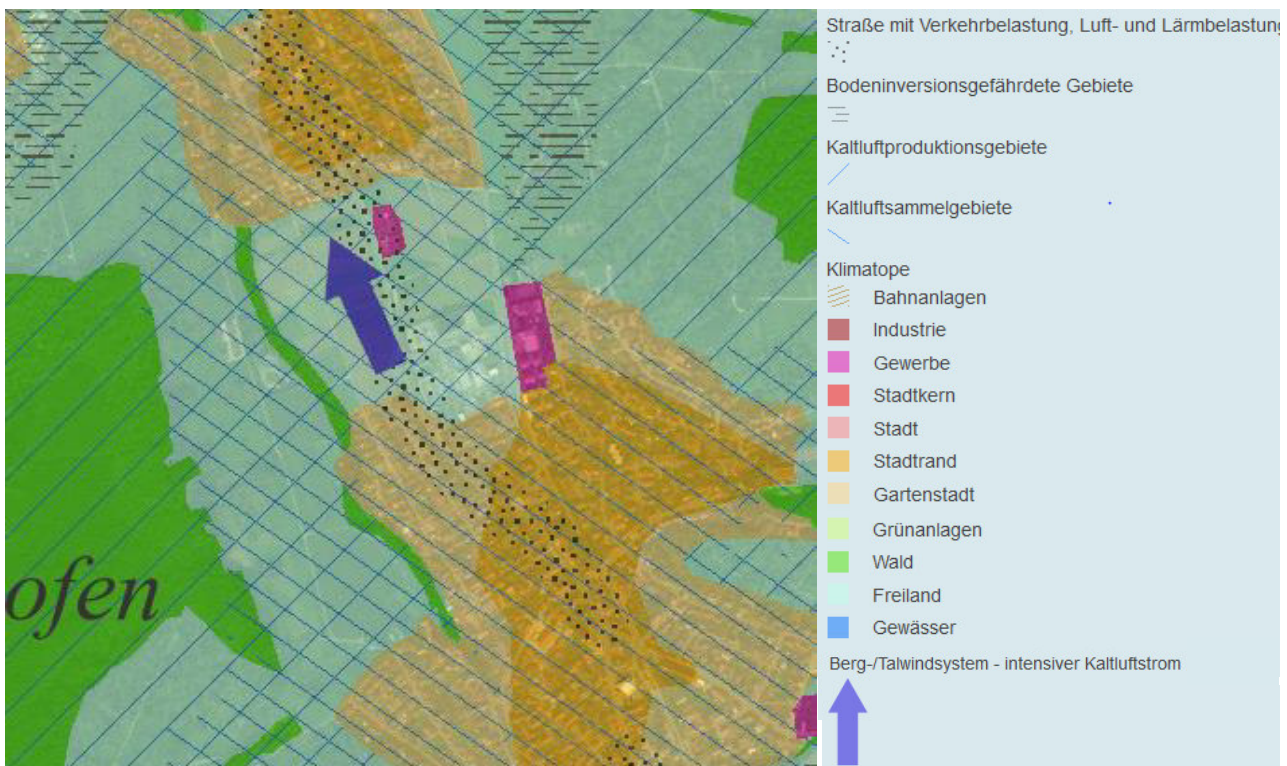 ofen
Straße mit Verkehrbelastung, Luft- und Lärmbelastung
Bodeninversionsgefährdete Gebiete
Kaltluftproduktionsgebiete
Kaltluftsammelgebiete
Klimatope
Bahnanlagen
Industrie
Gewerbe
Stadtkern
Stadt
Stadtrand
Gartenstadt
Grünanlagen
Wald
Freiland
Gewässer
Berg-/Talwindsystem - intensiver Kaltluftstrom